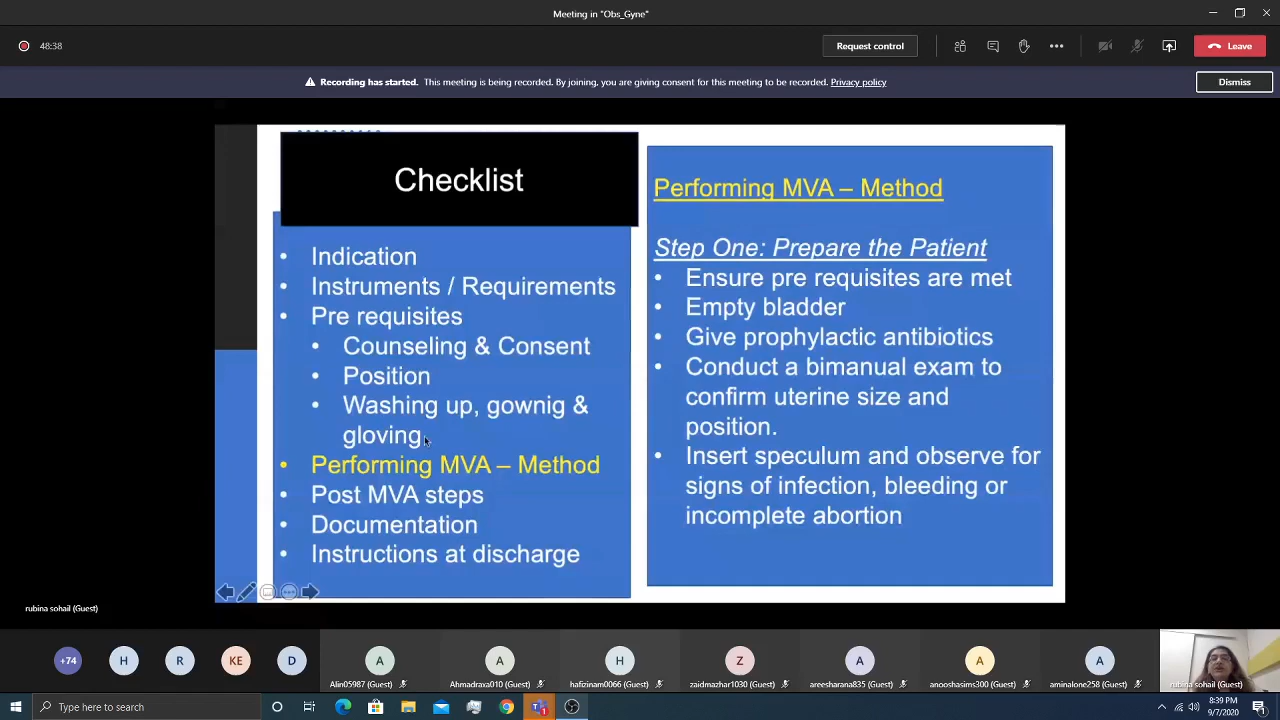 Meeting in "Obs_Gyne"
48:38
Request control
Leave
Recording has started. This meeting is being recorded. By joining, you are giving consent for this meeting to be recorded. Privacy policy
Dismiss
Checklist
• Indication
• Instruments / Requirements
• Pre requisites
• Counseling & Consent
• Position
• Washing up, gownig &
gloving
• Performing MVA – Method
• Post MVA steps
• Documentation
• Instructions at discharge
Performing MVA – Method
Step One: Prepare the Patient
• Ensure pre requisites are met
• Empty bladder
• Give prophylactic antibiotics
• Conduct a bimanual exam to
confirm uterine size and
position.
• Insert speculum and observe for
signs of infection, bleeding or
incomplete abortion
rubina sohail (Guest)
+74
H
R
KE
D
A
A
H
Z
A
A
A
Alin05987 (Guest)
Ahmadraxa010 (Guest)
hafizinam0066 (Guest)
zaidmazhar1030 (Guest)
areesharana835 (Guest)
anooshasims300 (Guest)
aminalone258 (Guest)
rubina sohail (Guest)
Type here to search
8:39 PM
9/7/2020